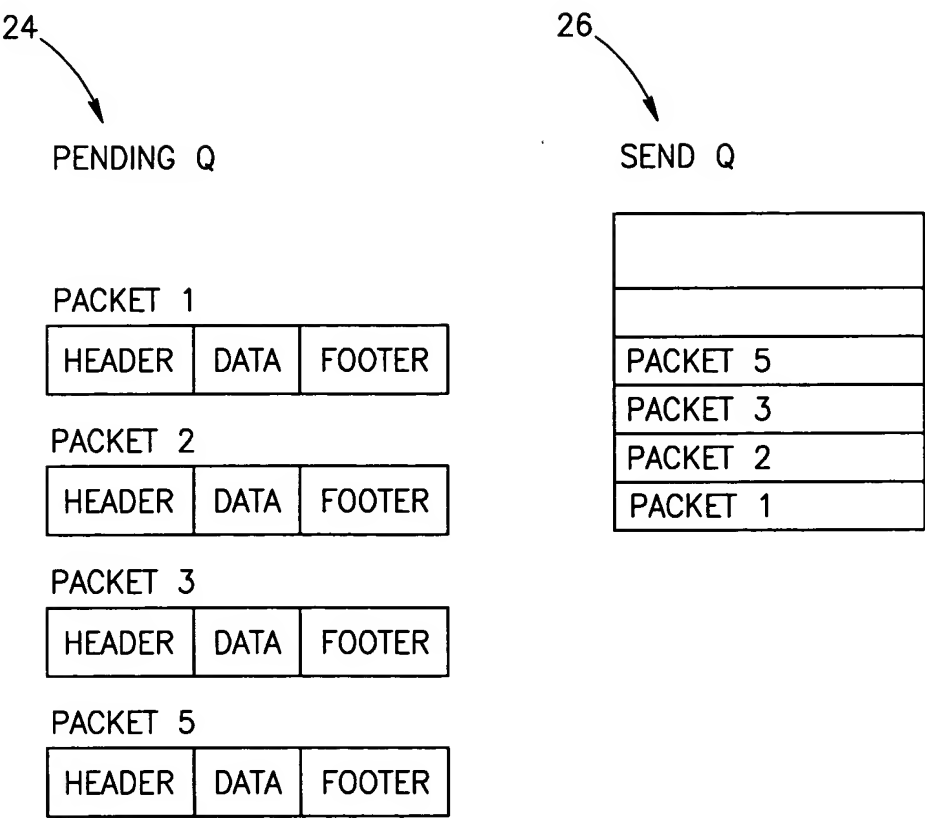 24
PENDING Q
PACKET 1
HEADER DATA FOOTER
PACKET 2
HEADER DATA FOOTER
PACKET 3
HEADER DATA FOOTER
PACKET 5
HEADER DATA FOOTER
26
SEND Q
PACKET 5
PACKET 3
PACKET 2
PACKET 1